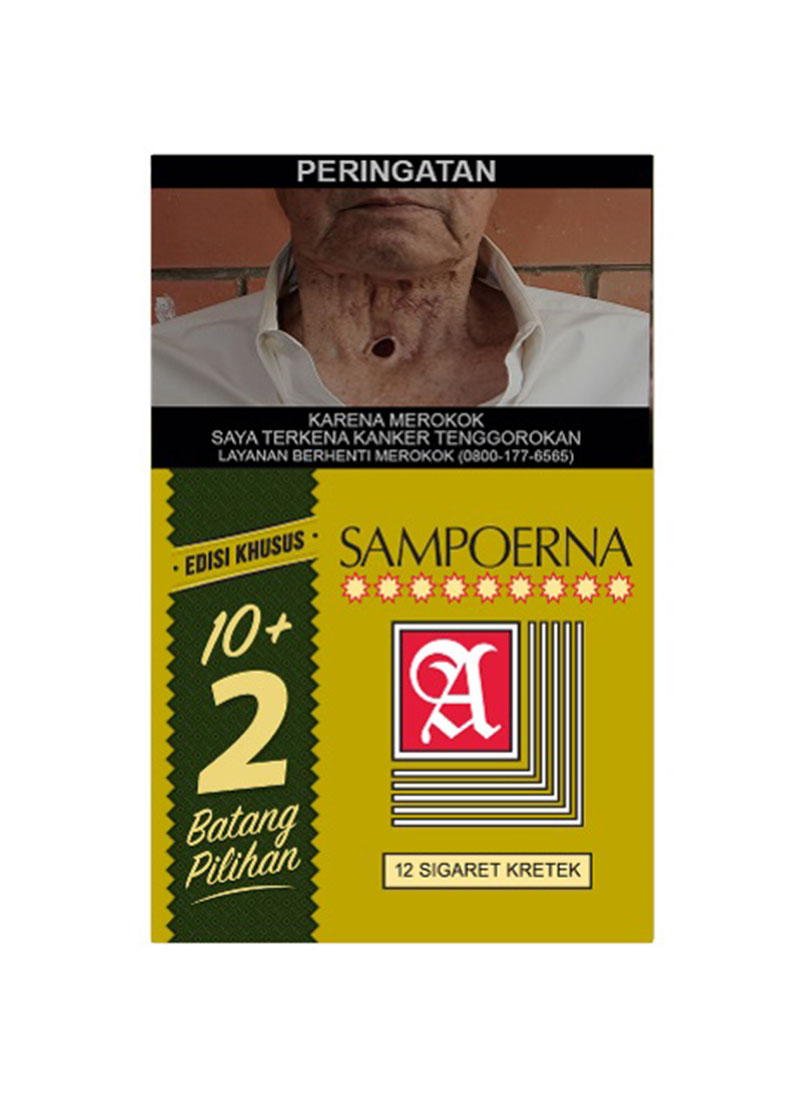 PERINGATAN
KARENA MEROKOK
SAYA TERKENA KANKER TENGGOROKAN
LAYANAN BERHENTI MEROKOK (0800-177-6565)
· EDISI KHUSUS ·
10+
2
Batang
Pilihan
SAMPOERNA
A
12 SIGARET KRETEK